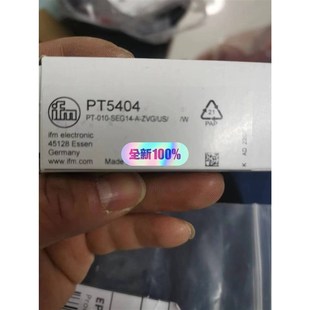 ifm
PT5404
PT-010-SEG14-A-ZVG/US/ /W
ifm electronic
45128 Essen
Germany
www.ifm.com
Made
全新100%
21
PAP